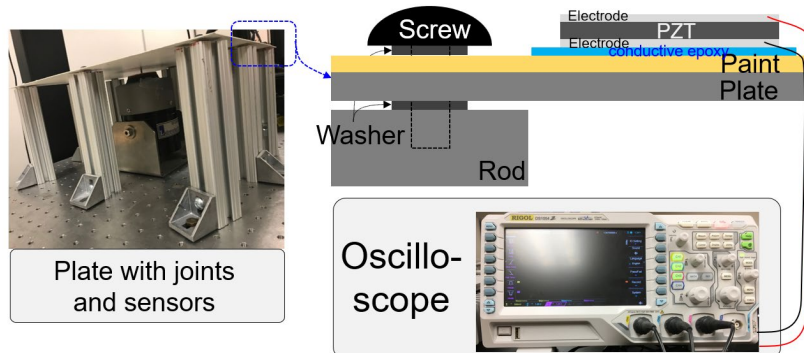 Screw
Electrode
PZT
Electrode
conductive epoxy
Paint
Plate
Washer
Rod
Plate with joints
and sensors
Oscillo-
scope
RIGOL